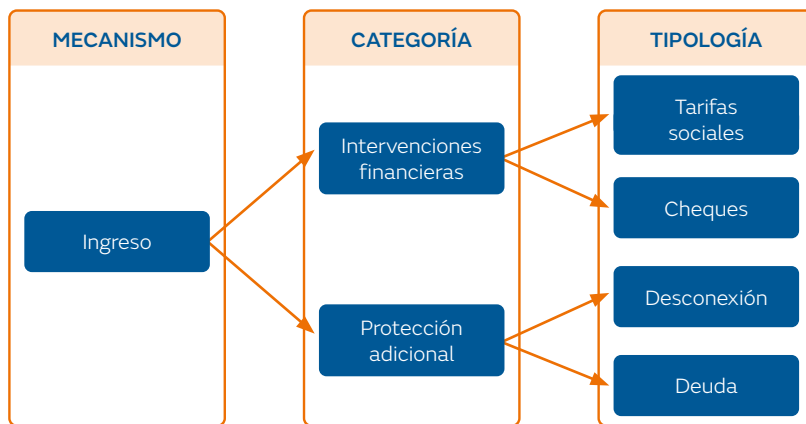 MECANISMO
CATEGORÍA
TIPOLOGÍA
Ingreso
Intervenciones
financieras
Protección
adicional
Tarifas
sociales
Cheques
Desconexión
Deuda